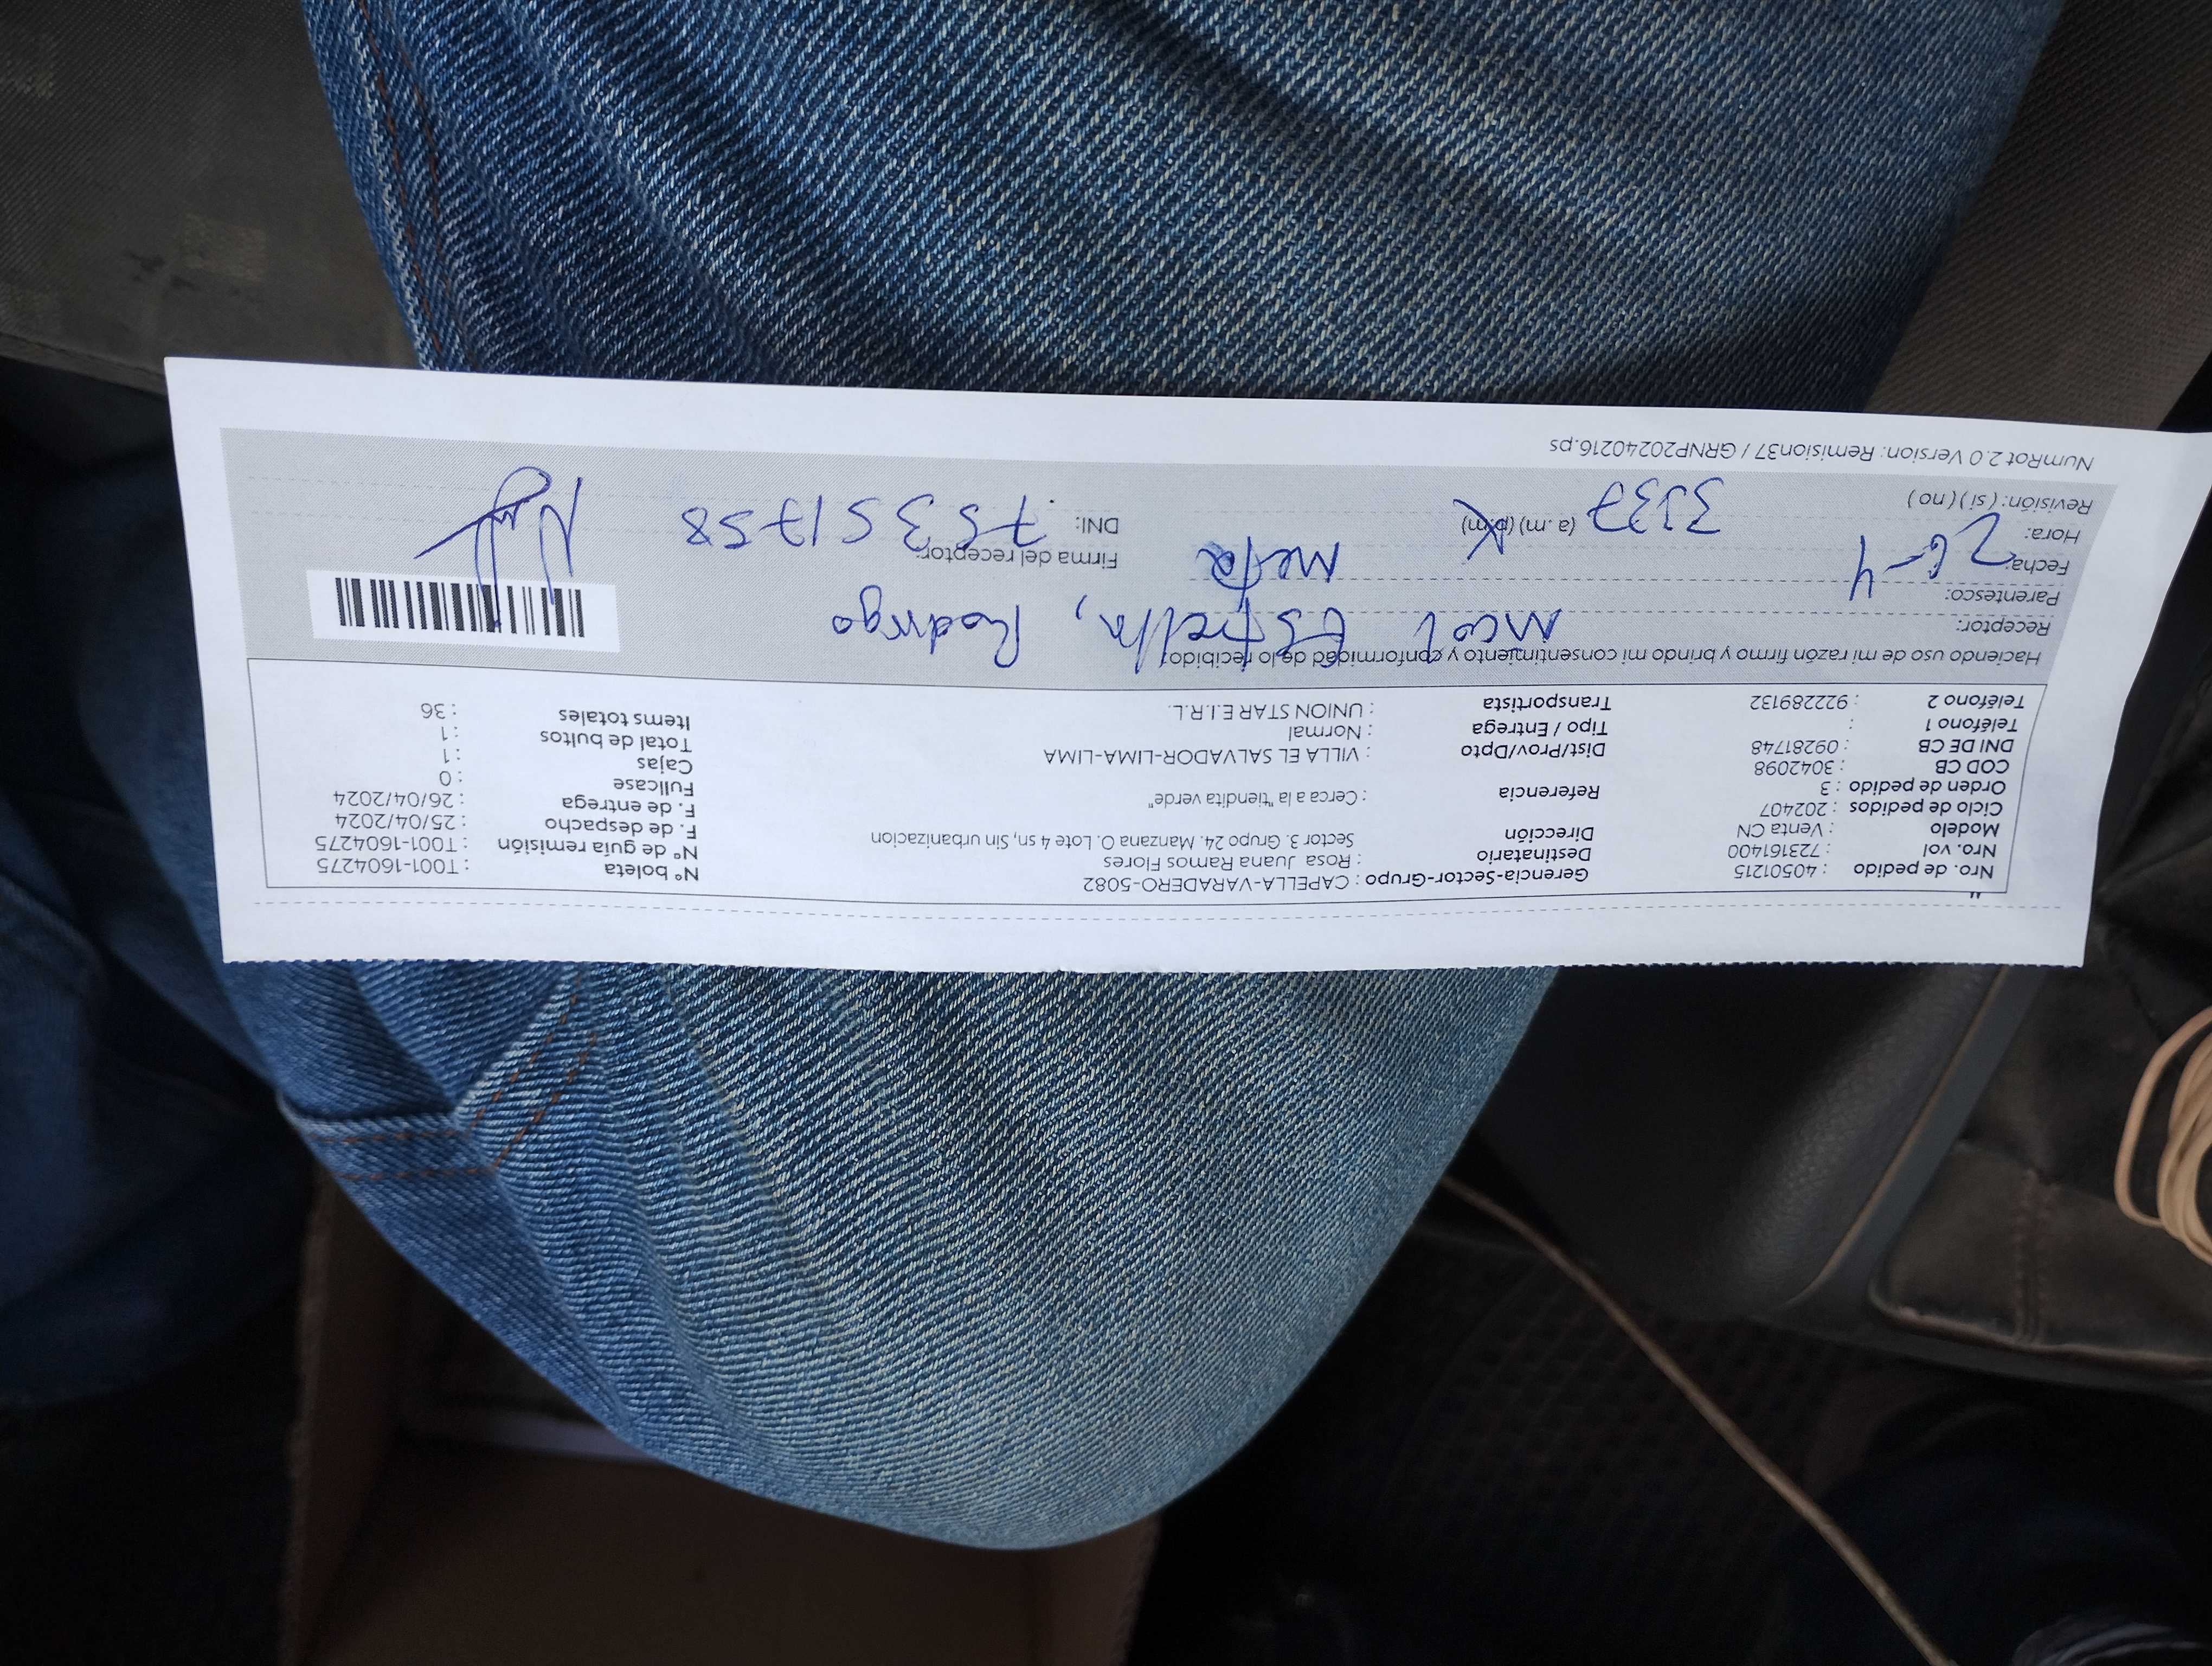 Nro. de pedido : 40501215 Gerencia-Sector-Grupo : CAPELLA-VARADERO-5082 N° boleta : T001-1604275
Nro. vol : 723161400 Destinatario : Rosa Juana Ramos Flores N° de guía remisión : T001-1604275
Modelo : Venta CN Dirección Sector 3. Grupo 24. Manzana O. Lote 4 sn, Sin urbanizacion F. de despacho : 25/04/2024
Ciclo de pedidos : 202407 F. de entrega : 26/04/2024
Orden de pedido : 3 Referencia : Cerca a la "tiendita verde" Fullcase : 0
COD CB : 3042098 Cajas : 1
DNI DE CB : 09281748 Dist/Prov/Dpto : VILLA EL SALVADOR-LIMA-LIMA Total de bultos : 1
Teléfono 1 : Tipo / Entrega : Normal Items totales : 36
Teléfono 2 : 922289132 Transportista : UNION STAR E.I.R.L.
Haciendo uso de mi razón firmo y brindo mi consentimiento y conformidad de lo recibido:
Receptor: Estrella, Rodrigo
Parentesco:
Fecha: 26-4 Firma del receptor:
Hora: (a.m) (p.m) DNI:
Revisión: ( si ) ( no )
NumRot 2.0 Version: Remision37 / GRNP20240216.ps